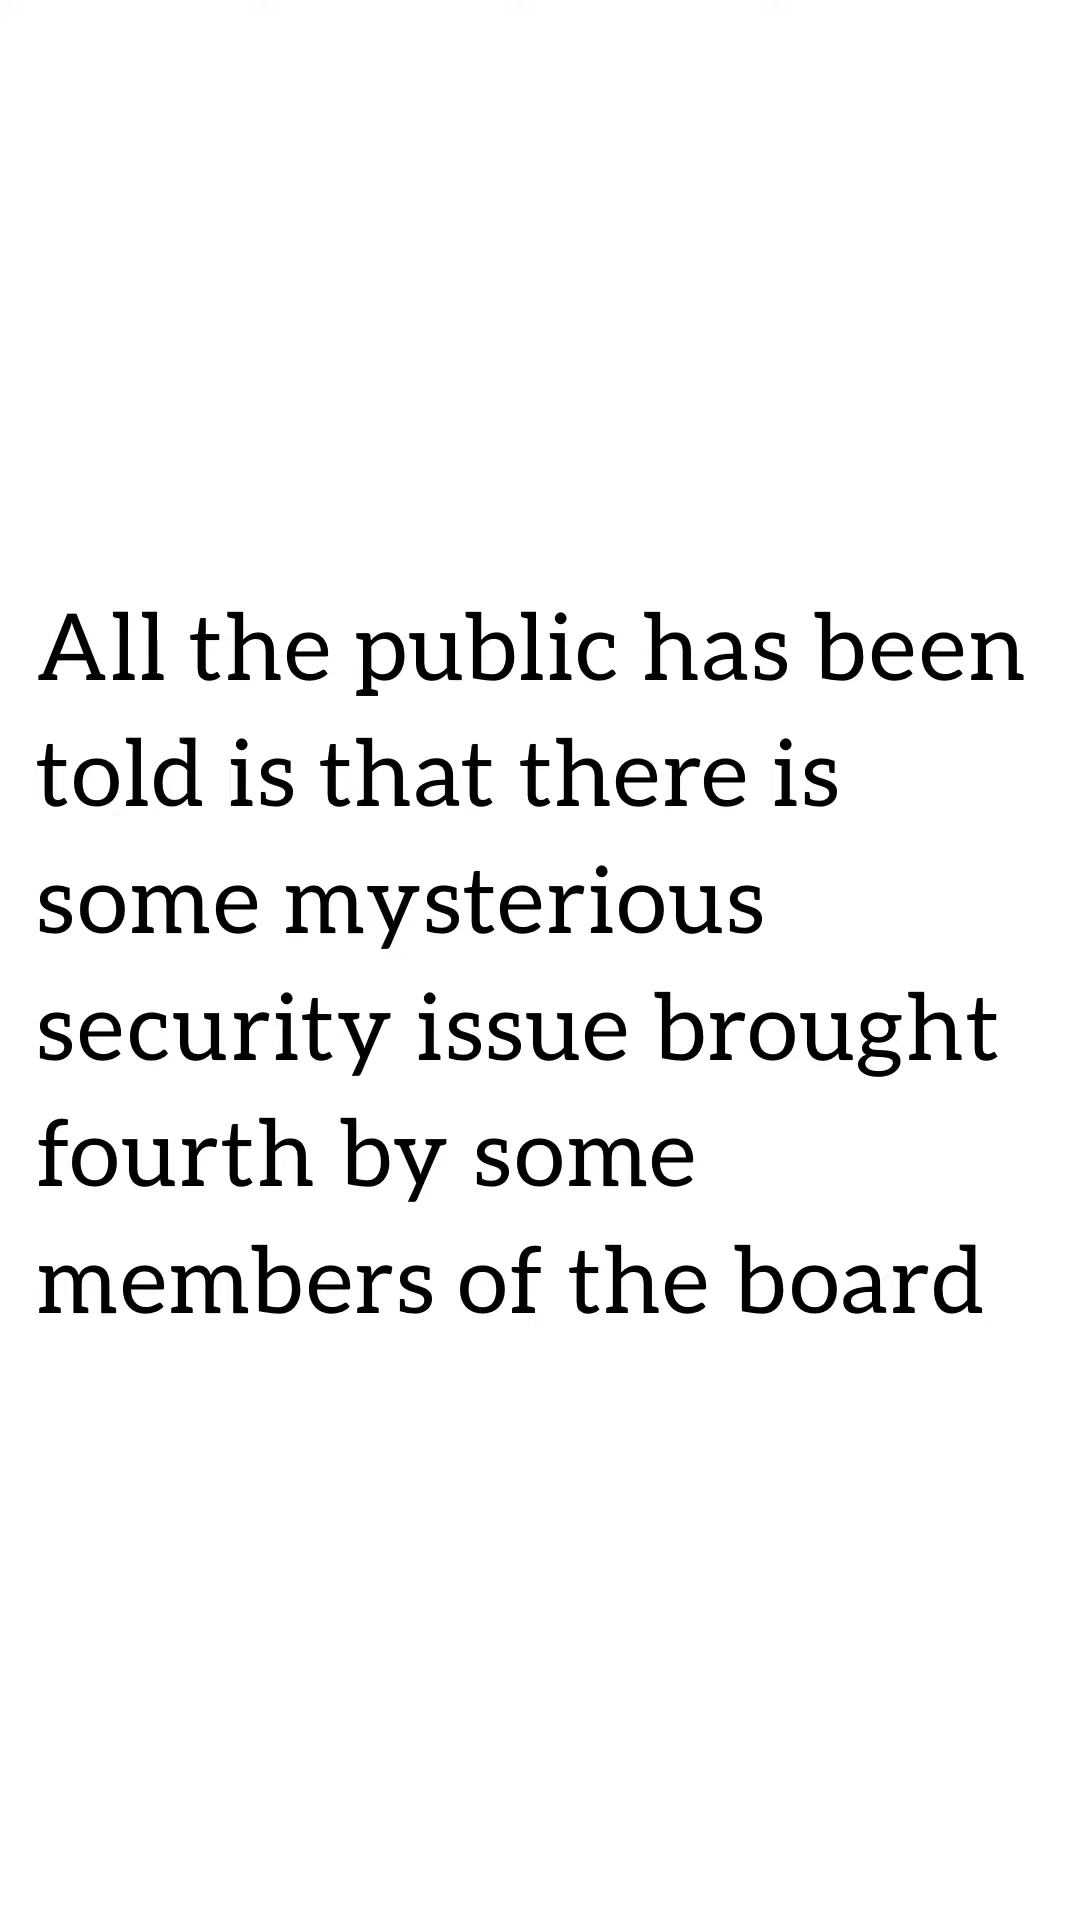 All the public has been
told is that there is
some mysterious
security issue brought
fourth by some
members of the board